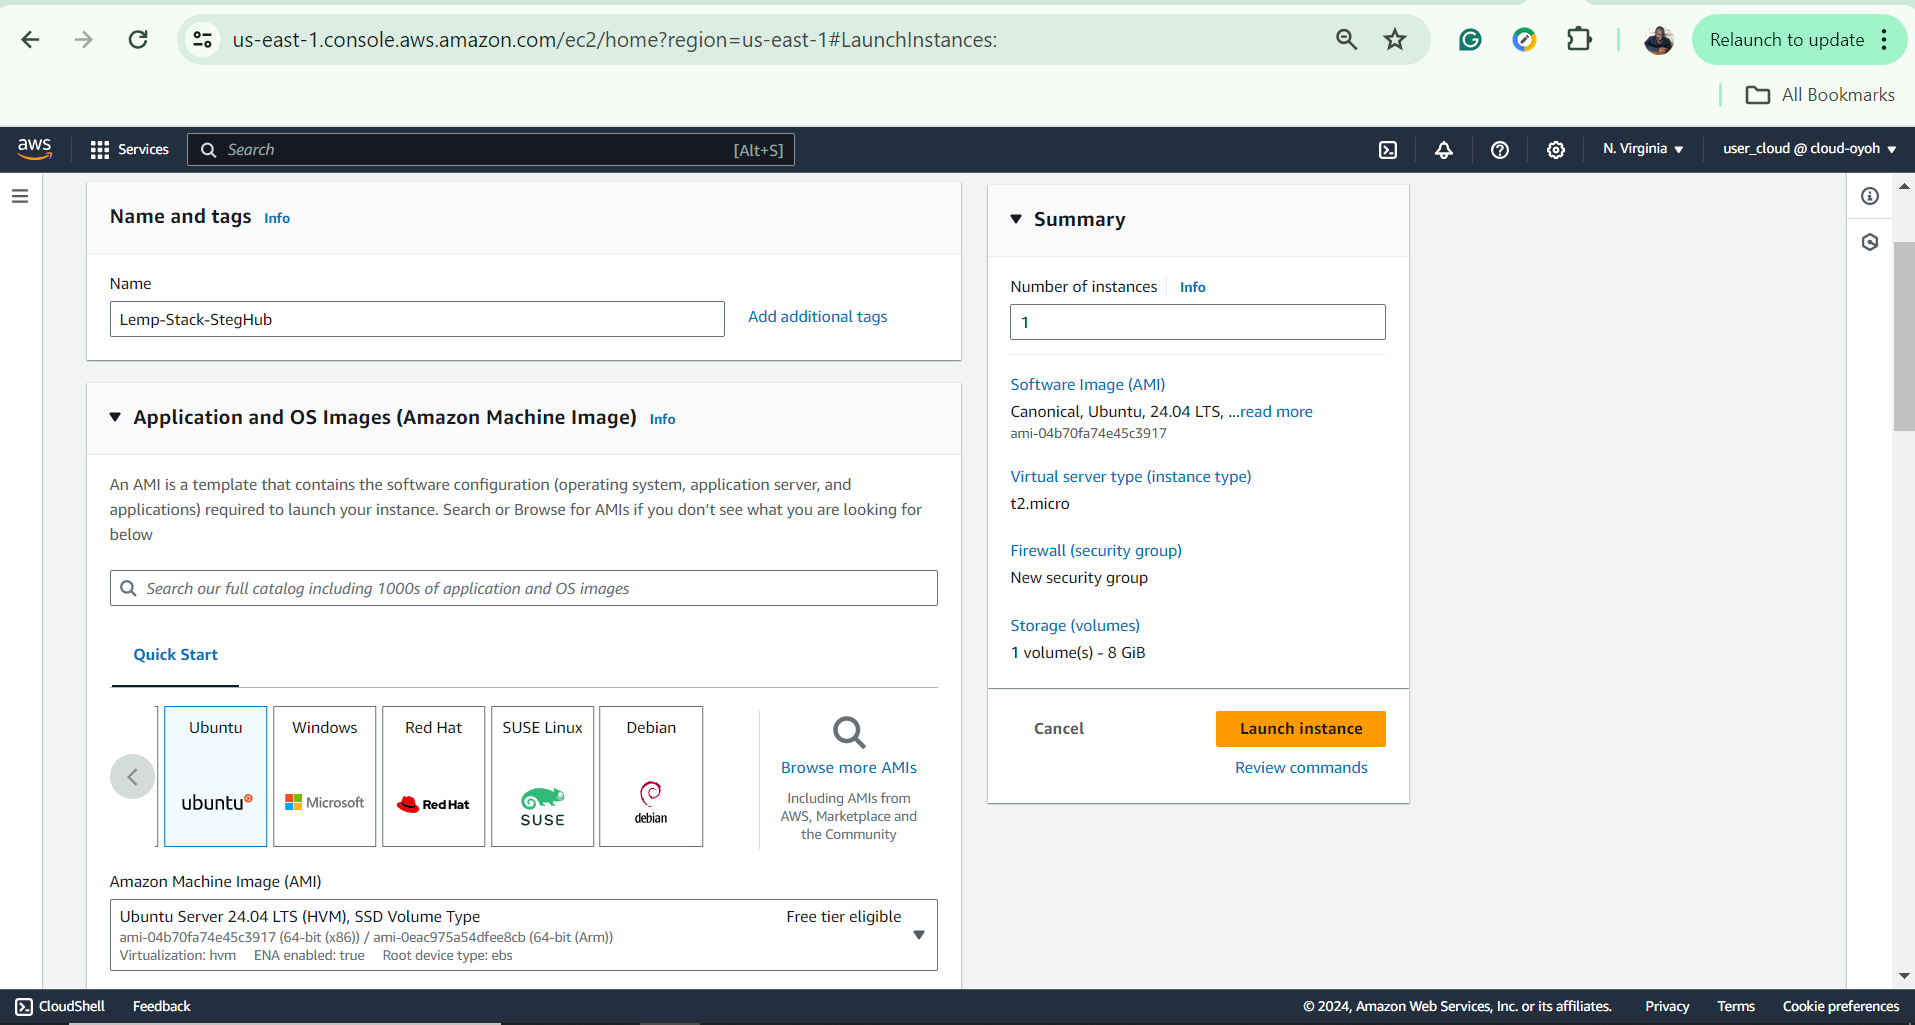 us-east-1.console.aws.amazon.com/ec2/home?region=us-east-1#LaunchInstances:
Relaunch to update
All Bookmarks
aws
Services
Search
[Alt+S]
N. Virginia
user_cloud @ cloud-oyoh
Name and tags Info
Name
Lemp-Stack-StegHub
Add additional tags
Application and OS Images (Amazon Machine Image) Info
An AMI is a template that contains the software configuration (operating system, application server, and
applications) required to launch your instance. Search or Browse for AMIs if you don’t see what you are looking for
below
Search our full catalog including 1000s of application and OS images
Quick Start
Ubuntu
ubuntu
Windows
Microsoft
Red Hat
Red Hat
SUSE Linux
SUSE
Debian
debian
Browse more AMIs
Including AMIs from
AWS, Marketplace and
the Community
Amazon Machine Image (AMI)
Ubuntu Server 24.04 LTS (HVM), SSD Volume Type
Free tier eligible
ami-04b70fa74e45c3917 (64-bit (x86)) / ami-0eac975a54dfee8cb (64-bit (Arm))
Virtualization: hvm ENA enabled: true Root device type: ebs
Summary
Number of instances Info
1
Software Image (AMI)
Canonical, Ubuntu, 24.04 LTS, ...read more
ami-04b70fa74e45c3917
Virtual server type (instance type)
t2.micro
Firewall (security group)
New security group
Storage (volumes)
1 volume(s) - 8 GiB
Cancel
Launch instance
Review commands
CloudShell
Feedback
© 2024, Amazon Web Services, Inc. or its affiliates.
Privacy
Terms
Cookie preferences